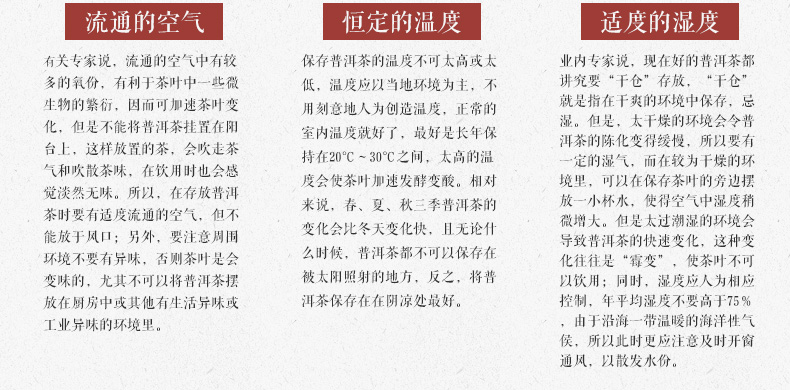 流通的空气
有关专家说，流通的空气中有较
多的氧份，有利于茶叶中一些微
生物的繁衍，因而可加速茶叶变
化，但是不能将普洱茶挂置在阳
台上，这样放置的茶，会吹走茶
气和吹散茶味，在饮用时也会感
觉淡然无味。所以，在存放普洱
茶时要有适度流通的空气，但不
能放于风口；另外，要注意周围
环境不要有异味，否则茶叶是会
变味的，尤其不可以将普洱茶摆
放在厨房中或其他有生活异味或
工业异味的环境里。
恒定的温度
保存普洱茶的温度不可太高或太
低，温度应以当地环境为主，不
用刻意地人为创造温度，正常的
室内温度就好了，最好是长年保
持在20℃～30℃之间，太高的温
度会使茶叶加速发酵变酸。相对
来说，春、夏、秋三季普洱茶的
变化会比冬天变化快，且无论什
么时候，普洱茶都不可以保存在
被太阳照射的地方，反之，将普
洱茶保存在在阴凉处最好。
适度的湿度
业内专家说，现在好的普洱茶都
讲究要“干仓”存放，“干仓”
就是指在干爽的环境中保存，忌
湿。但是，太干燥的环境会令普
洱茶的陈化变得缓慢，所以要有
一定的湿气，而在较为干燥的环
境里，可以在保存茶叶的旁边摆
放一小杯水，使得空气中湿度稍
微增大。但是太过潮湿的环境会
导致普洱茶的快速变化，这种变
化往往是“霉变”，使茶叶不可
以饮用；同时，湿度应人为相应
控制，年平均湿度不要高于75％
，由于沿海一带温暖的海洋性气
侯，所以此时更应注意及时开窗
通风，以散发水份。